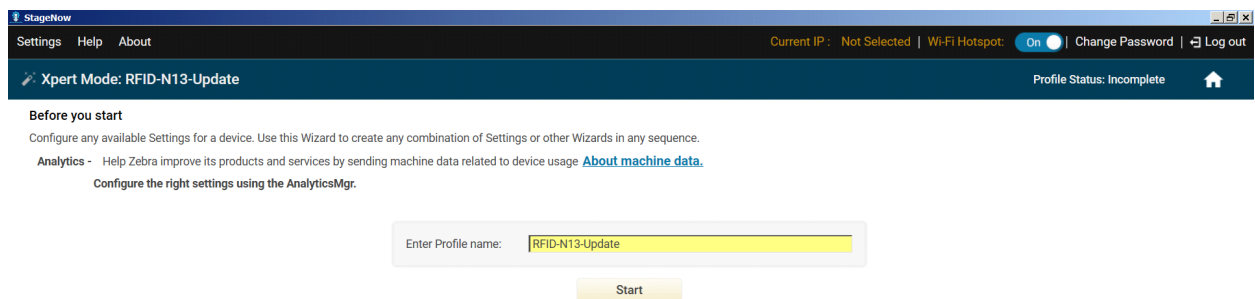 StageNow
Settings Help About Current IP : Not Selected | Wi-Fi Hotspot: On | Change Password | Log out
Xpert Mode: RFID-N13-Update Profile Status: Incomplete
Before you start
Configure any available Settings for a device. Use this Wizard to create any combination of Settings or other Wizards in any sequence.
Analytics - Help Zebra improve its products and services by sending machine data related to device usage About machine data.
Configure the right settings using the AnalyticsMgr.
Enter Profile name: RFID-N13-Update
Start